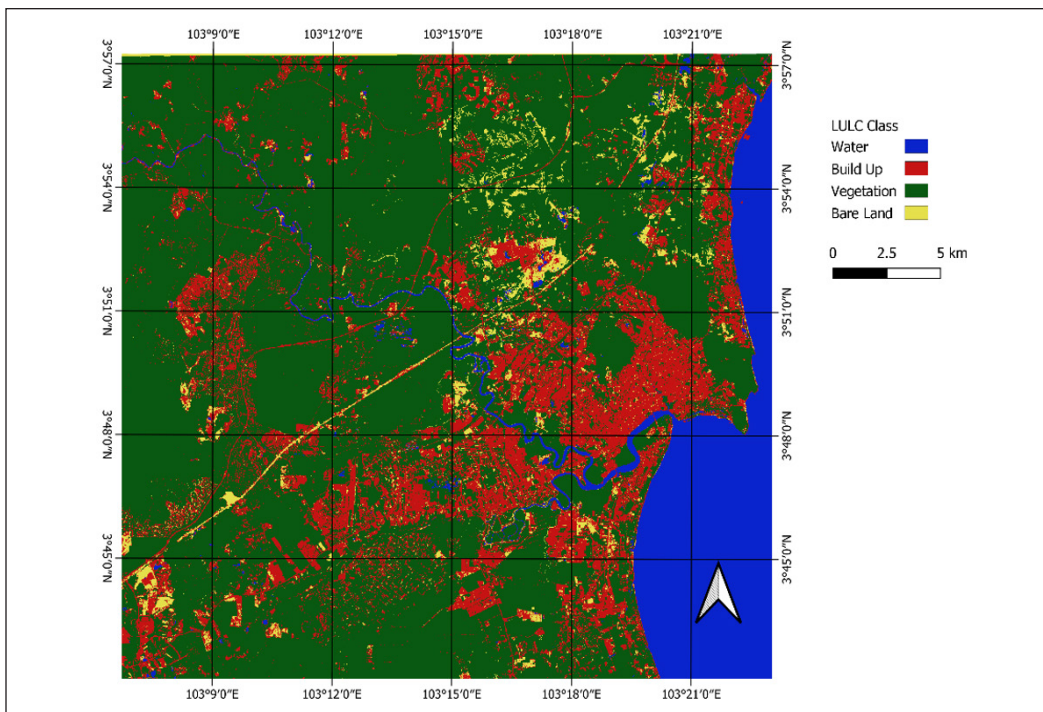 103°9′0″E 103°12′0″E 103°15′0″E 103°18′0″E 103°21′0″E
3°57′0″N
3°54′0″N
3°51′0″N
3°48′0″N
3°45′0″N
3°57′0″N
3°54′0″N
3°51′0″N
3°48′0″N
3°45′0″N
103°9′0″E 103°12′0″E 103°15′0″E 103°18′0″E 103°21′0″E
LULC Class
Water
Build Up
Vegetation
Bare Land
0 2.5 5 km